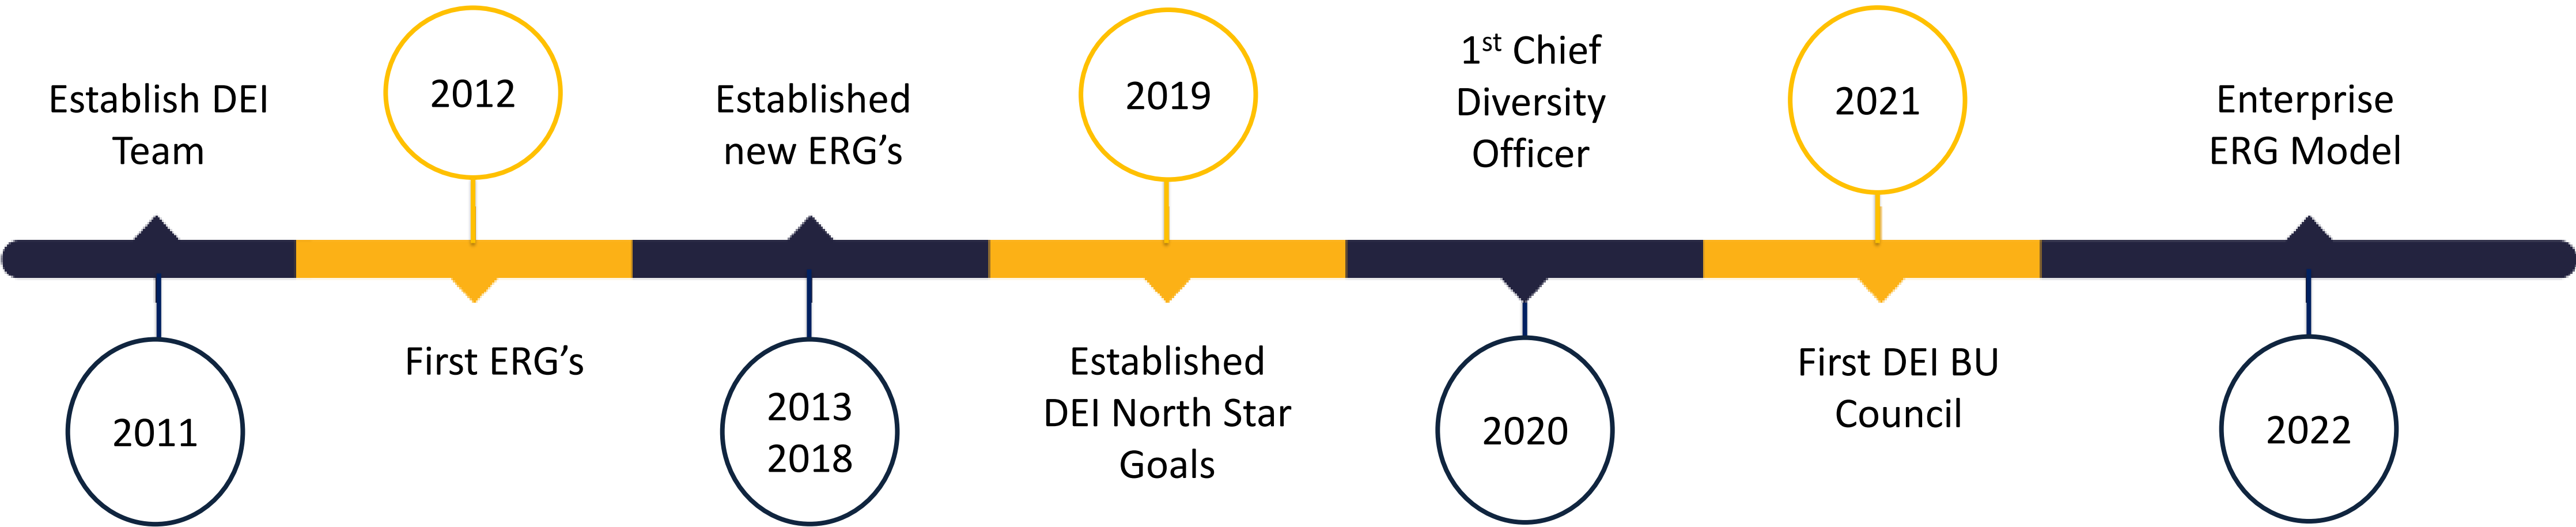 Establish DEI
Team
2011
2012
First ERG’s
Established
new ERG’s
2013
2018
2019
Established
DEI North Star
Goals
1st Chief
Diversity
Officer
2020
2021
First DEI BU
Council
Enterprise
ERG Model
2022